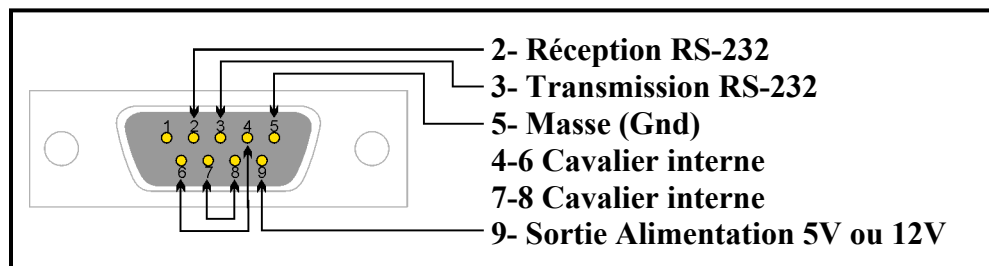 2- Réception RS-232
3- Transmission RS-232
5- Masse (Gnd)
4-6 Cavalier interne
7-8 Cavalier interne
9- Sortie Alimentation 5V ou 12V
1 2 3 4 5
6 7 8 9